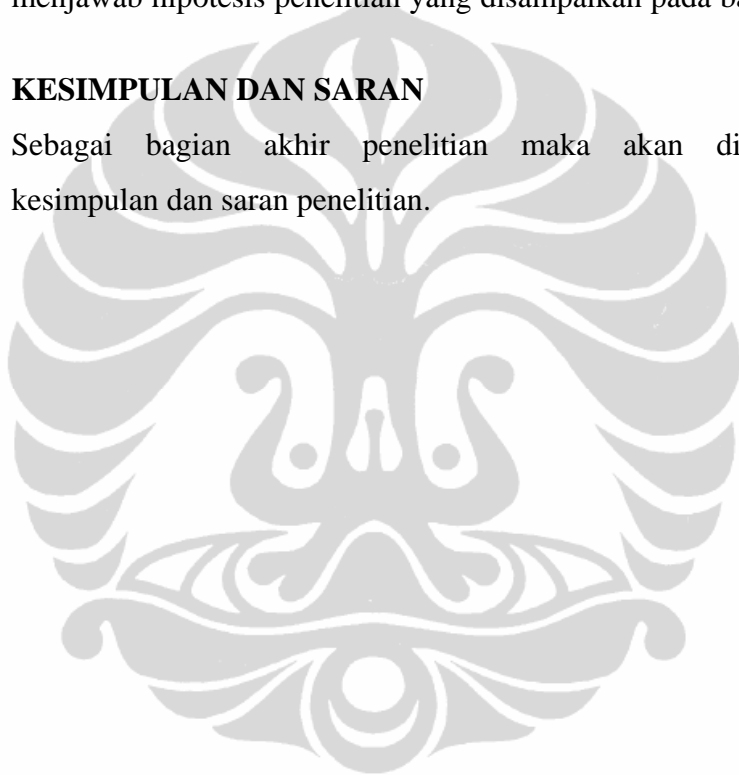 menjawab hipotesis penelitian yang disampaikan pada
KESIMPULAN DAN SARAN
Sebagai bagian akhir penelitian maka akan
kesimpulan dan saran penelitian.